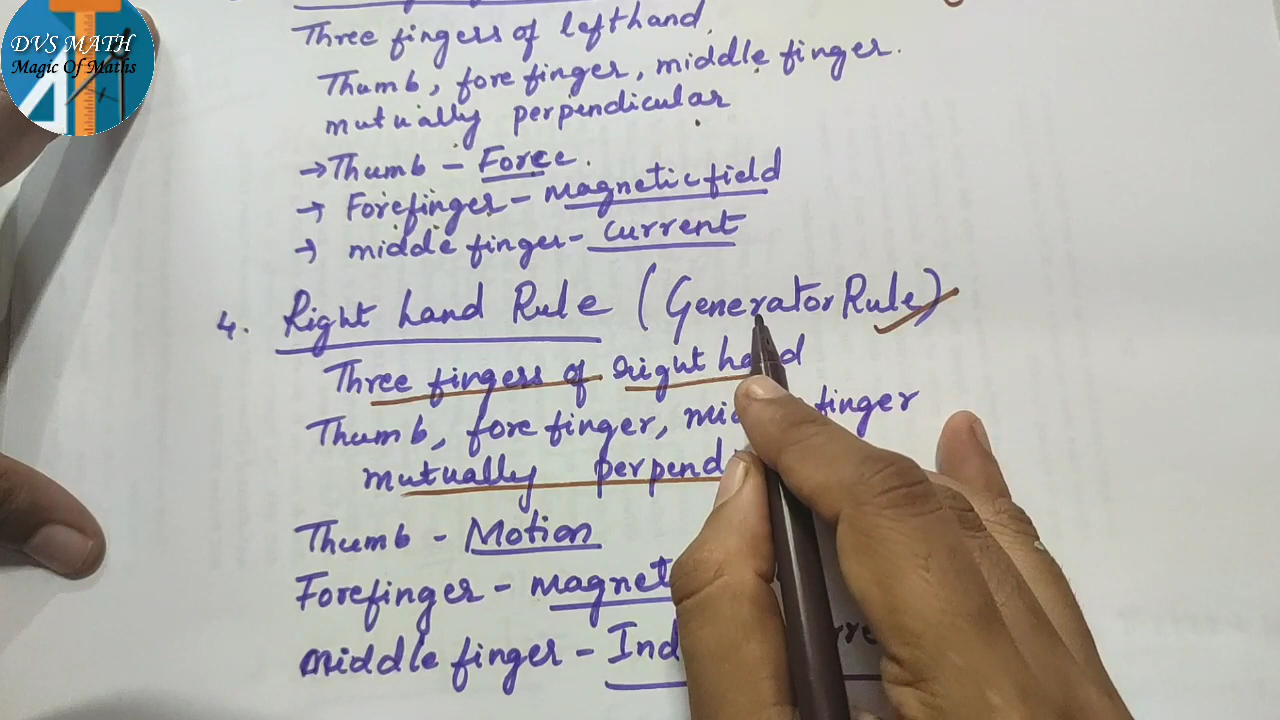 DVS MATH
Magic Of Maths
Three fingers of lefthand.
Thumb, fore finger, middle finger.
mutually perpendicular
→Thumb - Force.
→ Forefinger - Magnetic field
→ middle finger - current
4. Right hand Rule (Generator Rule)
Three fingers of right hand
Thumb, fore finger, finger
mutually
Thumb - Motion
Forefinger -
middle finger -